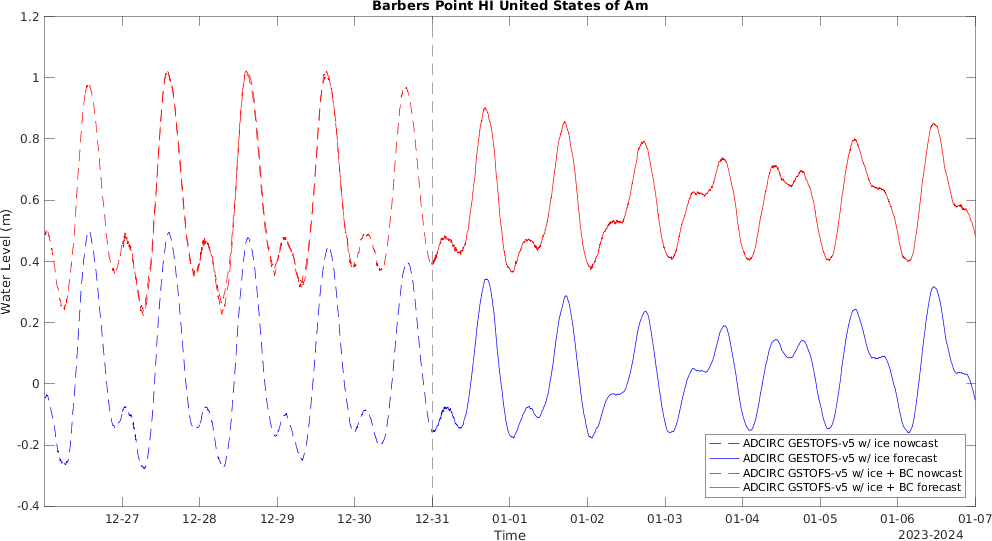 Barbers Point HI United States of Am
1.2
1
0.8
0.6
0.4
0.2
0
-0.2
-0.4
Water Level (m)
ADCIRC GESTOFS-v5 w/ ice nowcast
ADCIRC GESTOFS-v5 w/ ice forecast
ADCIRC GSTOFS-v5 w/ ice + BC nowcast
ADCIRC GSTOFS-v5 w/ ice + BC forecast
12-27 12-28 12-29 12-30 12-31 01-01 01-02 01-03 01-04 01-05 01-06 01-07
Time
2023-2024